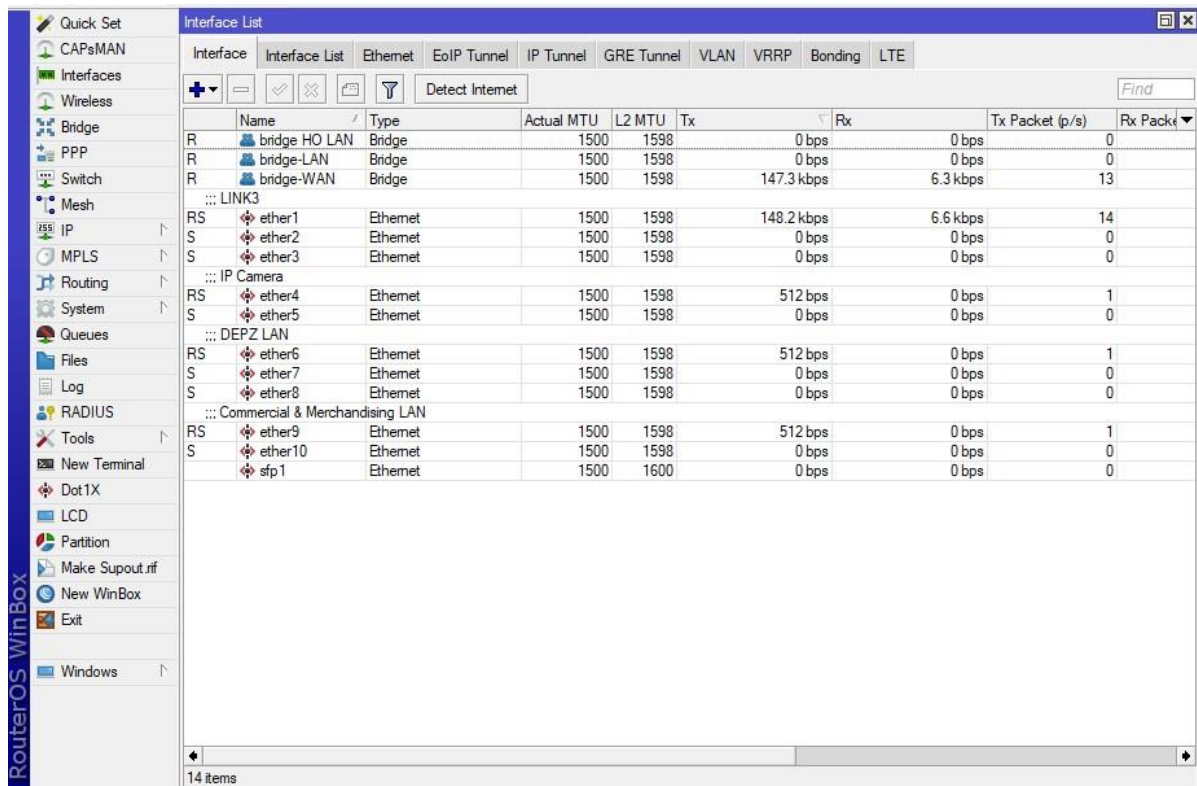 Interface List
Quick Set
CAPsMAN
Interfaces
Wireless
Bridge
PPP
Switch
Mesh
IP
MPLS
Routing
System
Queues
Files
Log
RADIUS
Tools
New Terminal
Dot1X
LCD
Partition
Make Supout.rif
New WinBox
Exit
Windows
RouterOS WinBox
Interface Interface List Ethernet EoIP Tunnel IP Tunnel GRE Tunnel VLAN VRRP Bonding LTE
Detect Internet Find
Name Type Actual MTU L2 MTU Tx Rx Tx Packet (p/s) Rx Packe
R bridge HO LAN Bridge 1500 1598 0 bps 0 bps 0
R bridge-LAN Bridge 1500 1598 0 bps 0 bps 0
R bridge-WAN Bridge 1500 1598 147.3 kbps 6.3 kbps 13
::: LINK3
RS ether1 Ethernet 1500 1598 148.2 kbps 6.6 kbps 14
S ether2 Ethernet 1500 1598 0 bps 0 bps 0
S ether3 Ethernet 1500 1598 0 bps 0 bps 0
::: IP Camera
RS ether4 Ethernet 1500 1598 512 bps 0 bps 1
S ether5 Ethernet 1500 1598 0 bps 0 bps 0
::: DEPZ LAN
RS ether6 Ethernet 1500 1598 512 bps 0 bps 1
S ether7 Ethernet 1500 1598 0 bps 0 bps 0
S ether8 Ethernet 1500 1598 0 bps 0 bps 0
::: Commercial & Merchandising LAN
RS ether9 Ethernet 1500 1598 512 bps 0 bps 1
S ether10 Ethernet 1500 1598 0 bps 0 bps 0
sfp1 Ethernet 1500 1600 0 bps 0 bps 0
14 items